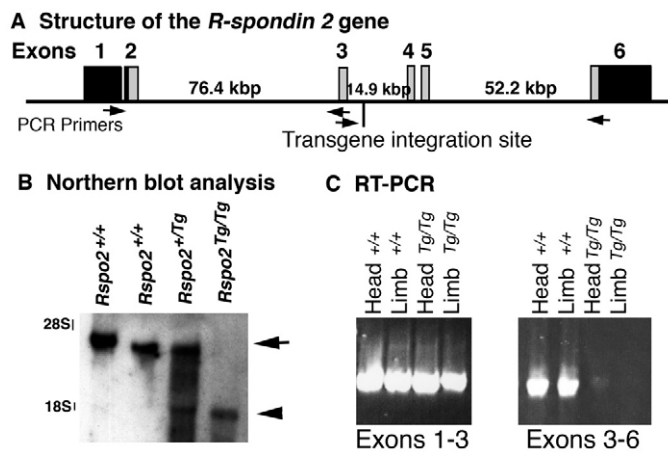 A Structure of the R-spondin 2 gene
Exons 1 2 3 4 5 6
76.4 kbp 14.9 kbp 52.2 kbp
PCR Primers
Transgene integration site
B Northern blot analysis
Rspo2+/+ Rspo2+/+ Rspo2+/Tg Rspo2Tg/Tg
28S
18S
C RT-PCR
Head +/+ Limb +/+ Head Tg/Tg Limb Tg/Tg
Head +/+ Limb +/+ Head Tg/Tg Limb Tg/Tg
Exons 1-3 Exons 3-6